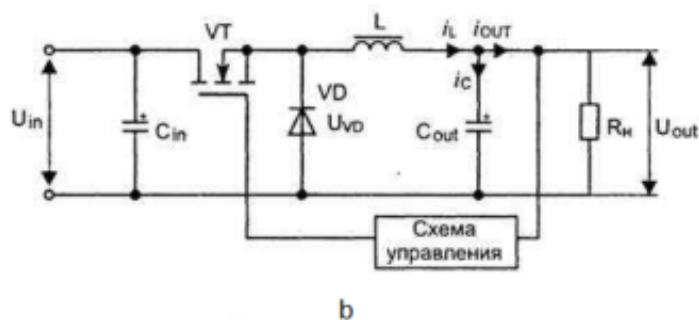 VT
L
iL
iOUT
iC
VD
UVD
Uin
Cin
Cout
Rн
Uout
Схема
управления
b